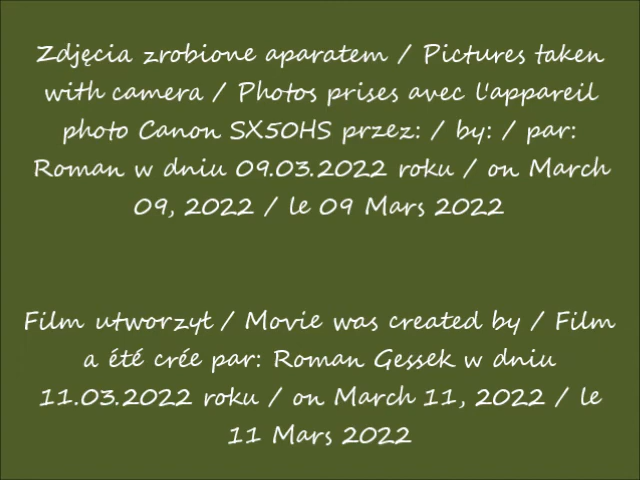 Zdjęcia zrobione aparatem / Pictures taken
with camera / Photos prises avec l'appareil
photo Canon SX50HS przez: / by: / par:
Roman w dniu 09.03.2022 roku / on March
09, 2022 / le 09 Mars 2022
Film utworzył / Movie was created by / Film
a été crée par: Roman Gessek w dniu
11.03.2022 roku / on March 11, 2022 / le
11 Mars 2022